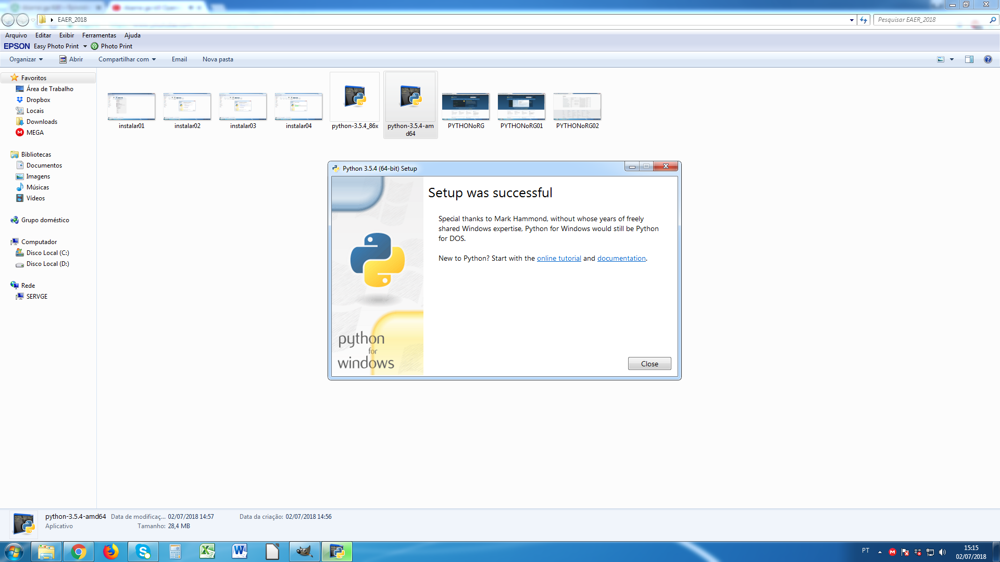 EAER_2018
Pesquisar EAER_2018
Arquivo Editar Exibir Ferramentas Ajuda
EPSON Easy Photo Print Photo Print
Organizar Abrir Compartilhar com Email Nova pasta
Favoritos
Área de Trabalho
Dropbox
Locais
Downloads
MEGA
Bibliotecas
Documentos
Imagens
Músicas
Vídeos
Grupo doméstico
Computador
Disco Local (C:)
Disco Local (D:)
Rede
SERVGE
instalar01
instalar02
instalar03
instalar04
python-3.5.4_86x
python-3.5.4-am
d64
PYTHONoRG
PYTHONoRG01
PYTHONoRG02
Python 3.5.4 (64-bit) Setup
Setup was successful
Special thanks to Mark Hammond, without whose years of freely
shared Windows expertise, Python for Windows would still be Python
for DOS.
New to Python? Start with the online tutorial and documentation.
python
for
windows
Close
python-3.5.4-amd64 Data de modificaç... 02/07/2018 14:57 Data da criação: 02/07/2018 14:56
Aplicativo Tamanho: 28,4 MB
PT
15:15
02/07/2018